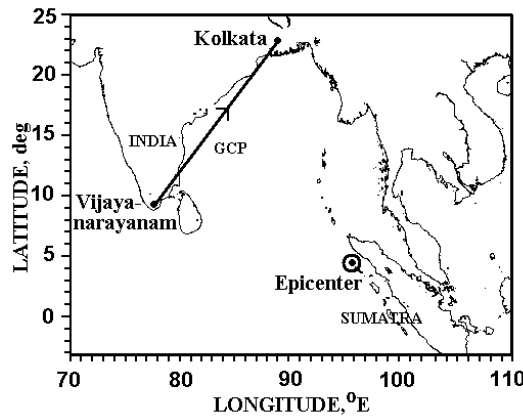 LATITUDE, deg
25
20
15
10
5
0
Kolkata
INDIA
GCP
Vijaya-
narayanam
Epicenter
SUMATRA
70 80 90 100 110
LONGITUDE,°E